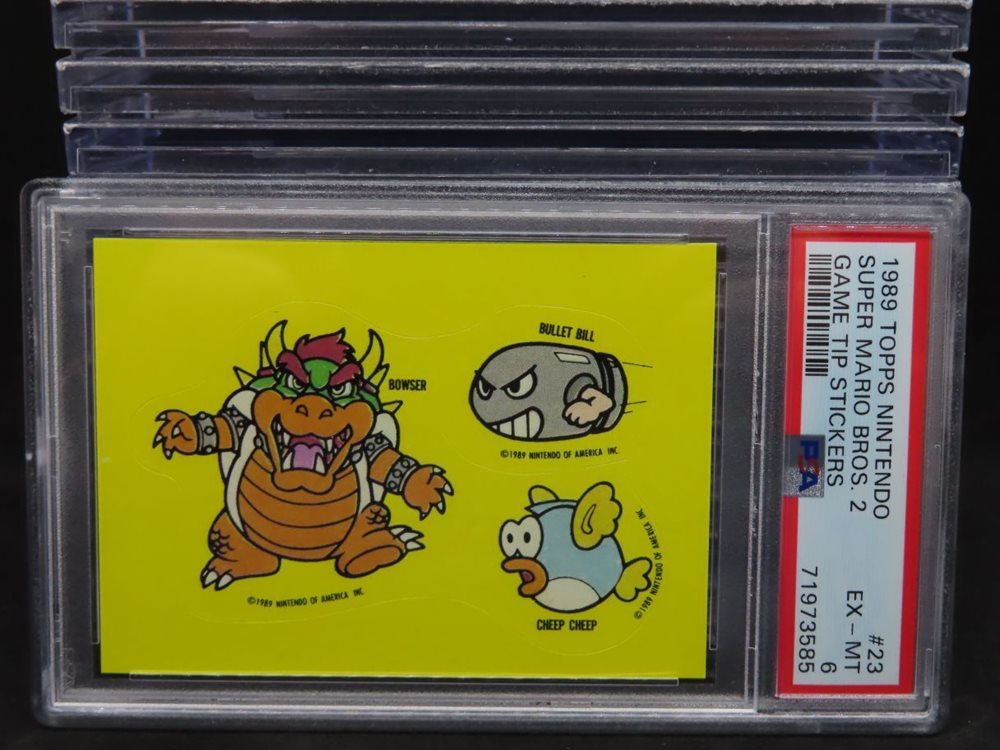 BULLET BILL
BOWSER
©1989 NINTENDO OF AMERICA INC.
©1989 NINTENDO OF AMERICA INC.
©1989 NINTENDO OF AMERICA INC.
CHEEP CHEEP
1989 TOPPS NINTENDO #23
SUPER MARIO BROS. 2 EX - MT
GAME TIP STICKERS 6
PSA
71973585